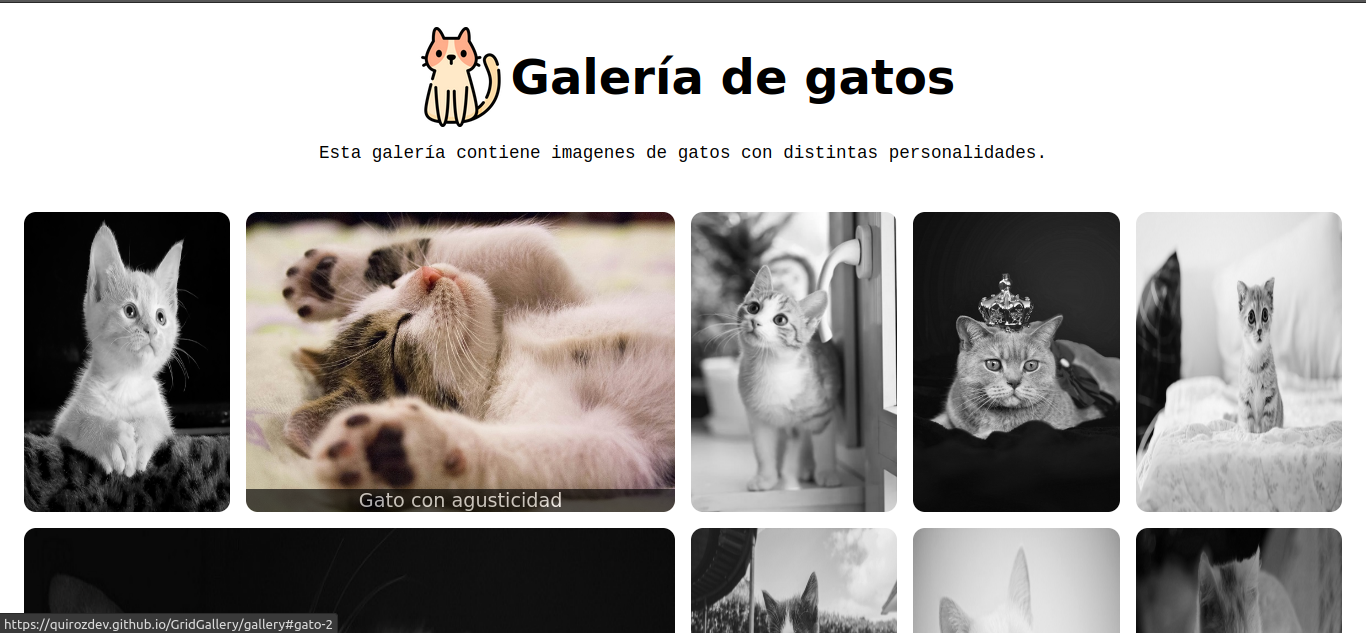 Galería de gatos
Esta galería contiene imagenes de gatos con distintas personalidades.
Gato con agusticidad
https://quirozdev.github.io/GridGallery/gallery#gato-2